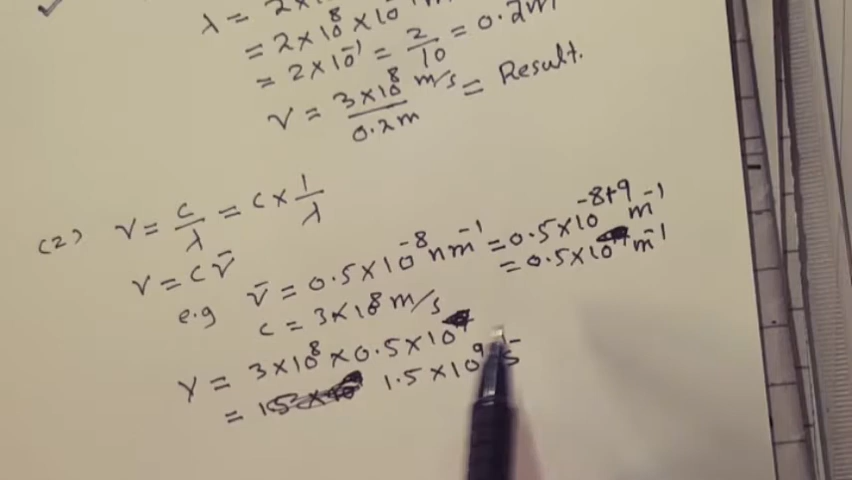 λ = 2×
= 2×10⁸×10
= 2×10⁻¹ = 2/10 = 0.2m
ν = 3×10⁸ m/s / 0.2m = Result.
(2) ν = c/λ = c × 1/λ
ν = c ν̄
e.g ν̄ = 0.5×10⁻⁸ nm⁻¹ = 0.5×10⁻⁸⁺⁹ m⁻¹
= 0.5×10 m⁻¹
c = 3×10⁸ m/s
ν = 3×10⁸ × 0.5×10
= 1.5×10⁹